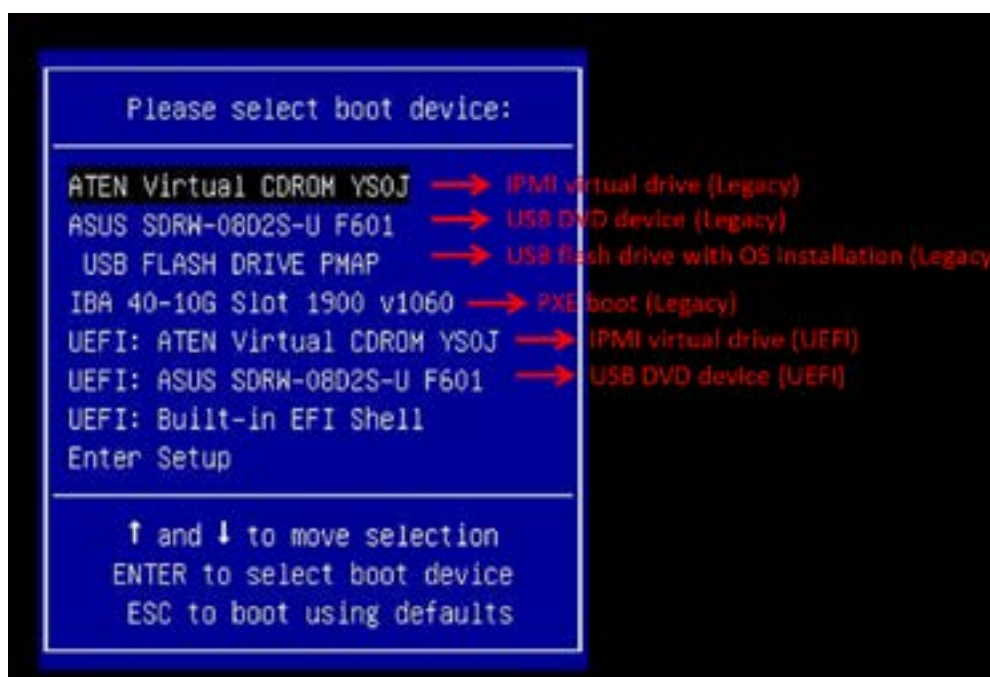 Please select boot device:
ATEN Virtual CDROM YS0J IPMI virtual drive (Legacy)
ASUS SDRW-08D2S-U F601 USB DVD device (Legacy)
USB FLASH DRIVE PMAP USB flash drive with OS installation (Legacy
IBA 40-10G Slot 1900 v1060 PXE boot (Legacy)
UEFI: ATEN Virtual CDROM YS0J IPMI virtual drive (UEFI)
UEFI: ASUS SDRW-08D2S-U F601 USB DVD device (UEFI)
UEFI: Built-in EFI Shell
Enter Setup
↑ and ↓ to move selection
ENTER to select boot device
ESC to boot using defaults